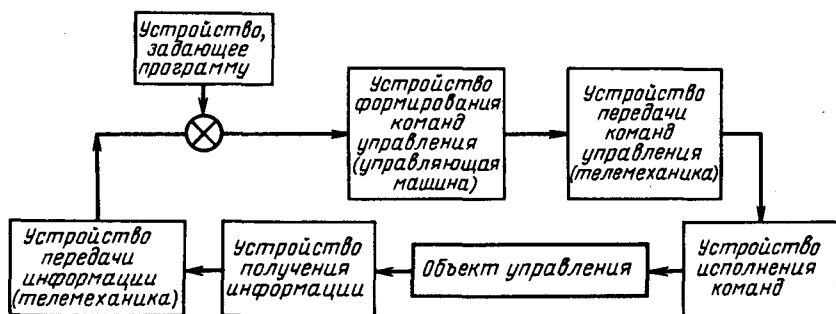 Устройство,
задающее
программу
Устройство
формирования
команд
управления
(управляющая
машина)
Устройство
передачи
команд
управления
(телемеханика)
Устройство
передачи
информации
(телемеханика)
Устройство
получения
информации
Объект управления
Устройство
исполнения
команд